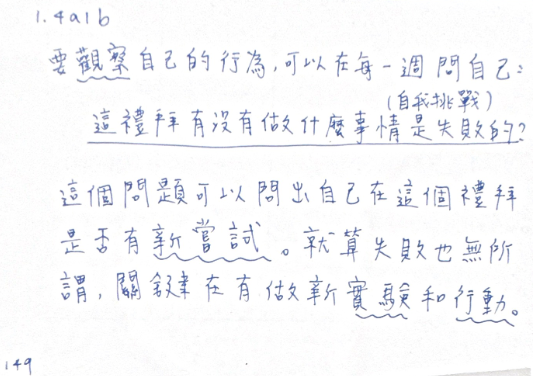 1.4a1b
要觀察自己的行為,可以在每一週問自己:
(自我挑戰)
這禮拜有沒有做什麼事情是失敗的?
這個問題可以問出自己在這個禮拜
是否有新嘗試。就算失敗也無所
謂,關鍵在有做新實驗和行動。
149